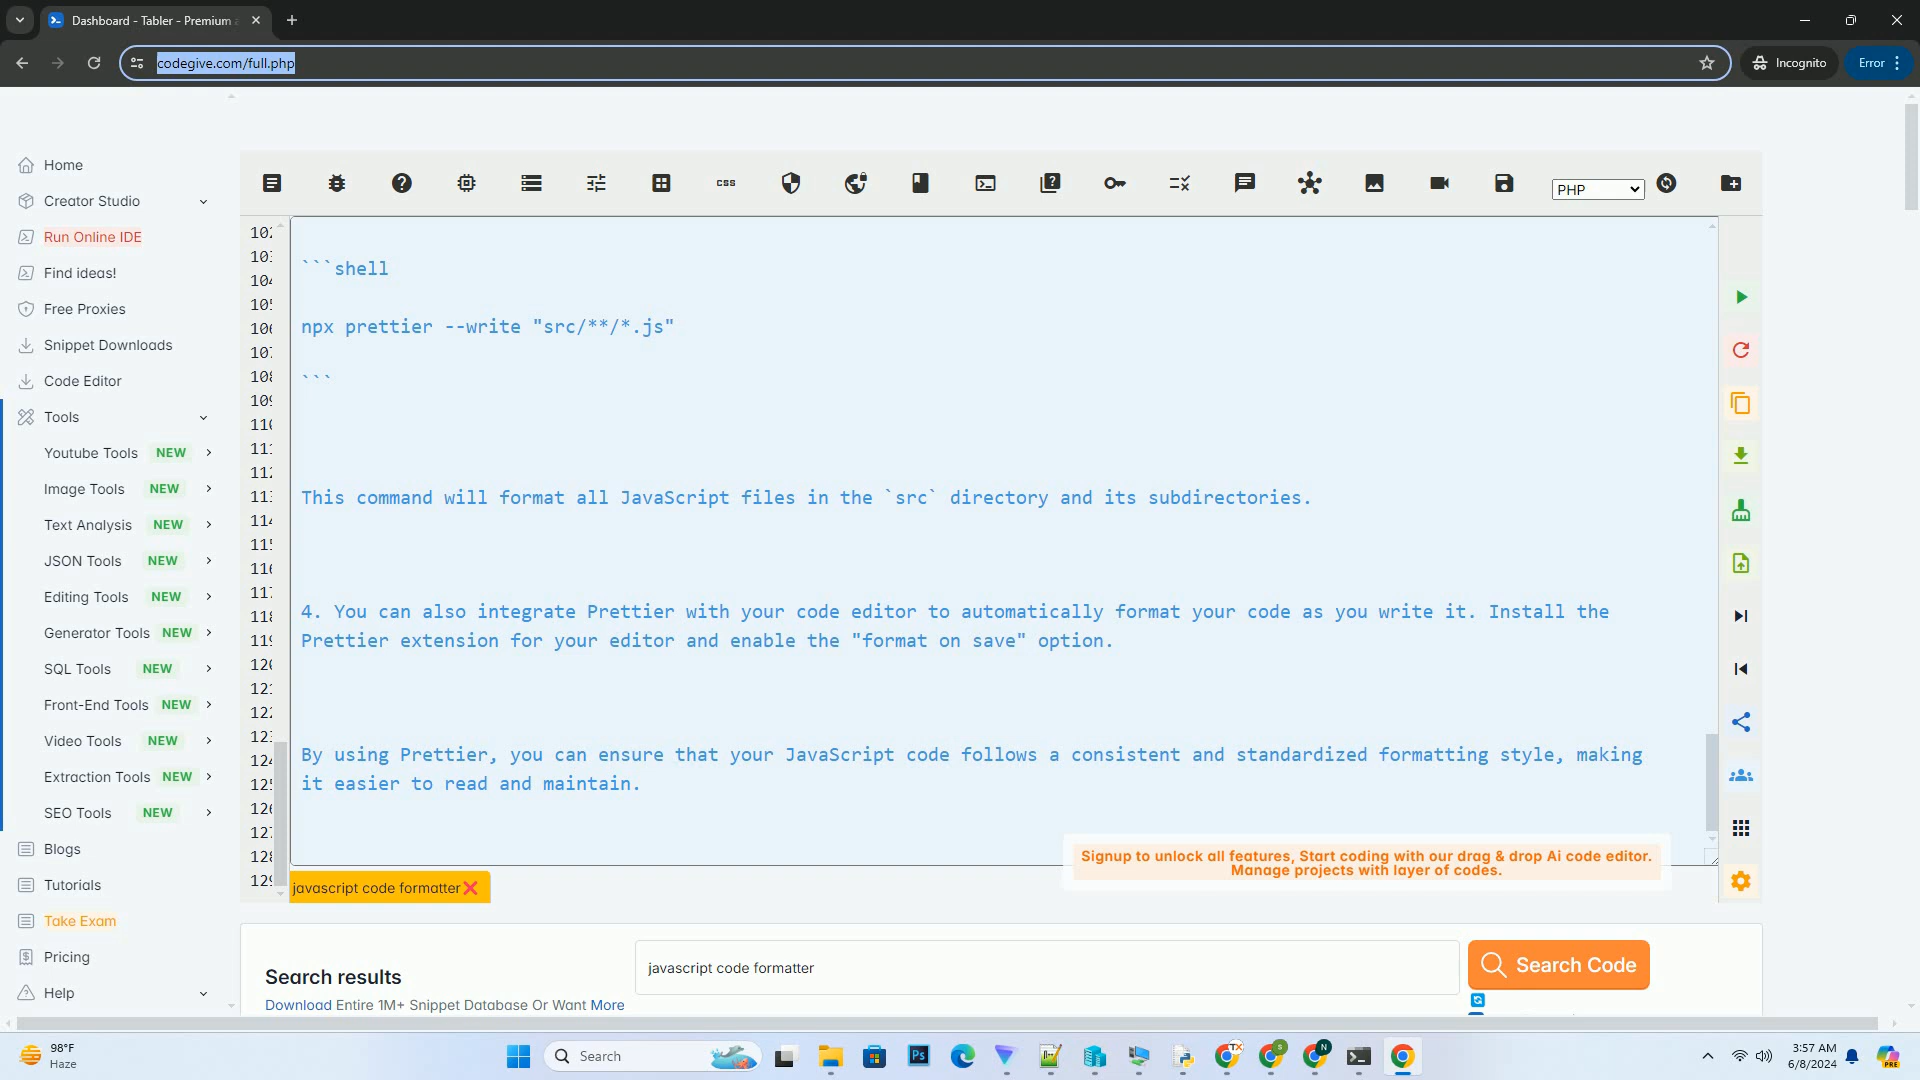 Dashboard - Tabler - Premium
codegive.com/full.php
Incognito
Error
Home
Creator Studio
Run Online IDE
Find ideas!
Free Proxies
Snippet Downloads
Code Editor
Tools
Youtube Tools NEW
Image Tools NEW
Text Analysis NEW
JSON Tools NEW
Editing Tools NEW
Generator Tools NEW
SQL Tools NEW
Front-End Tools NEW
Video Tools NEW
Extraction Tools NEW
SEO Tools NEW
Blogs
Tutorials
Take Exam
Pricing
Help
css
PHP
```shell
npx prettier --write "src/**/*.js"
```
This command will format all JavaScript files in the `src` directory and its subdirectories.
4. You can also integrate Prettier with your code editor to automatically format your code as you write it. Install the
Prettier extension for your editor and enable the "format on save" option.
By using Prettier, you can ensure that your JavaScript code follows a consistent and standardized formatting style, making
it easier to read and maintain.
Signup to unlock all features, Start coding with our drag & drop Ai code editor.
Manage projects with layer of codes.
javascript code formatter
Search results
javascript code formatter
Search Code
Download Entire 1M+ Snippet Database Or Want More
98°F
Haze
Search
3:57 AM
6/8/2024